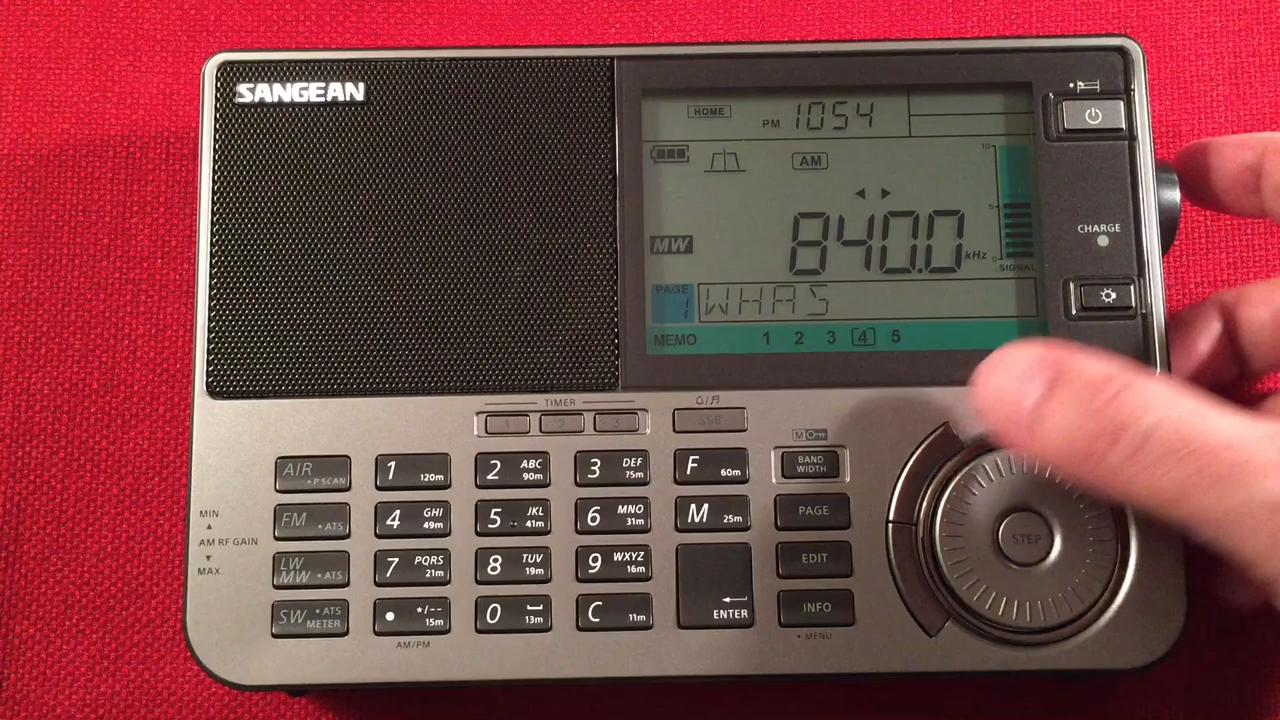 SANGEAN
HOME
PM 10 54
AM
10
5
0
SIGNAL
MW
840.0 kHz
PAGE 1
WHAS
MEMO 1 2 3 4 5
CHARGE
TIMER
1 2 3
SSB
MIN
AM RF GAIN
MAX.
AIR • P SCAN
1 120m
2 ABC 90m
3 DEF 75m
F 60m
M
BAND WIDTH
FM • ATS
4 GHI 49m
5 JKL 41m
6 MNO 31m
M 25m
PAGE
LW MW • ATS
7 PQRS 21m
8 TUV 19m
9 WXYZ 16m
ENTER
EDIT
SW • ATS METER
• */-- 15m
0 13m
C 11m
INFO
AM/PM
• MENU
STEP